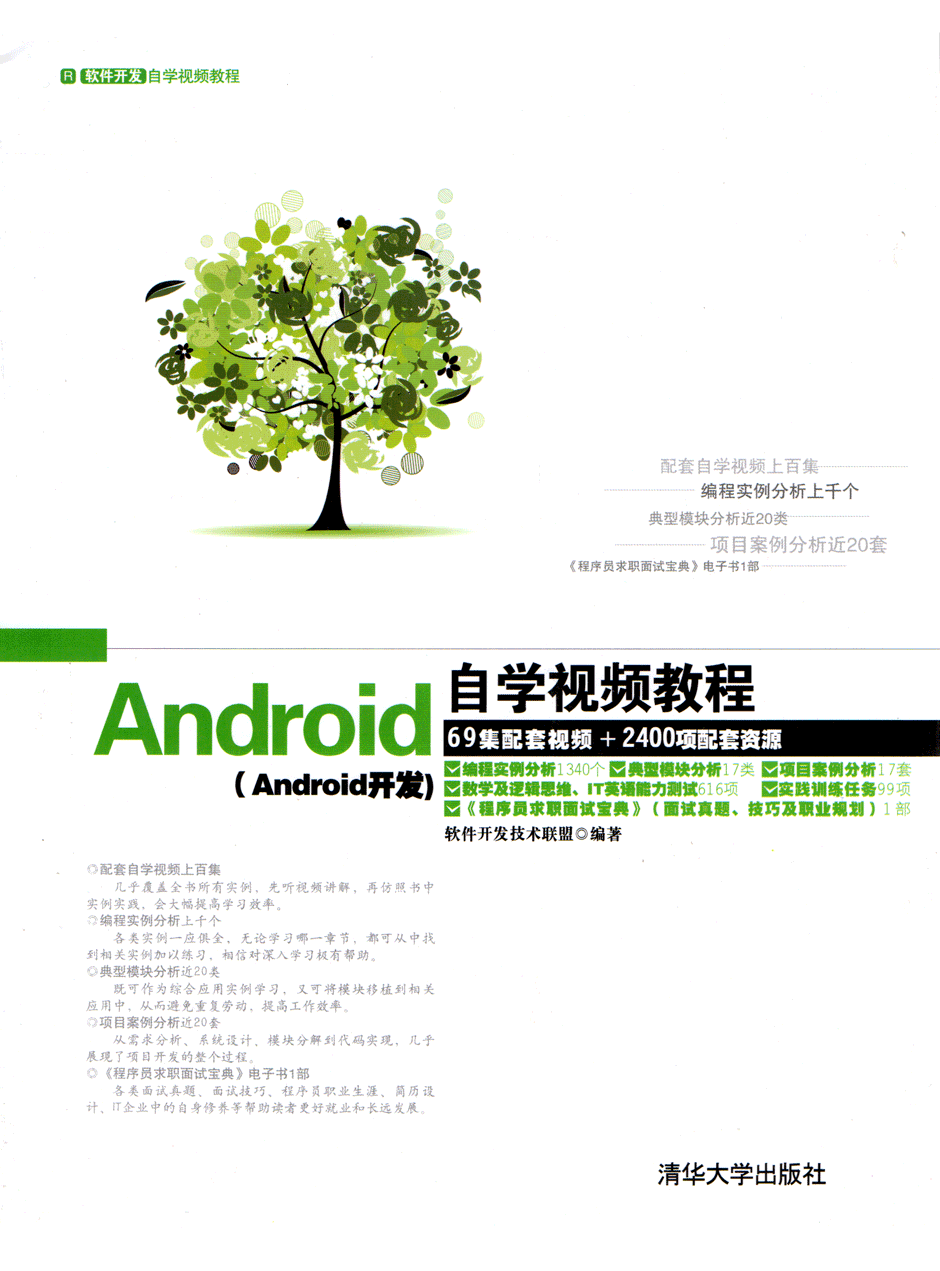 R 软件开发自学视频教程
配套自学视频上百集
编程实例分析上千个
典型模块分析近20类
项目案例分析近20套
《程序员求职面试宝典》电子书1部
Android
自学视频教程
(Android开发)
69集配套视频+2400项配套资源
编程实例分析1340个 典型模块分析17类 项目案例分析17套
数学及逻辑思维、IT英语能力测试616项 实践训练任务99项
《程序员求职面试宝典》(面试真题、技巧及职业规划)1部
软件开发技术联盟◎编著
◎配套自学视频上百集
几乎覆盖全书所有实例,先听视频讲解,再仿照书中
实例实践,会大幅提高学习效率。
◎编程实例分析上千个
各类实例一应俱全,无论学习哪一章节,都可从中找
到相关实例加以练习,相信对深入学习极有帮助。
◎典型模块分析近20类
既可作为综合应用实例学习,又可将模块移植到相关
应用中,从而避免重复劳动,提高工作效率。
◎项目案例分析近20套
从需求分析、系统设计、模块分解到代码实现,几乎
展现了项目开发的整个过程。
◎《程序员求职面试宝典》电子书1部
各类面试真题、面试技巧、程序员职业生涯、简历设
计、IT企业中的自身修养等帮助读者更好就业和长远发展。
清华大学出版社